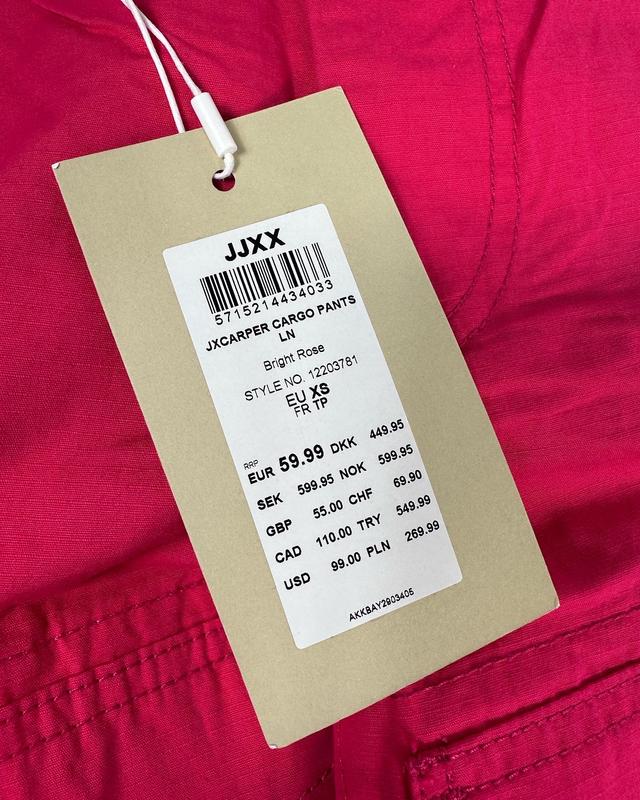 JJXX
5715214434033
JXCARPER CARGO PANTS
LN
Bright Rose
STYLE NO. 12203781
EU XS
FR TP
RRP
EUR 59.99 DKK 449.95
SEK 599.95 NOK 599.95
GBP 55.00 CHF 69.90
CAD 110.00 TRY 549.99
USD 99.00 PLN 269.99
AKKBAY2903405